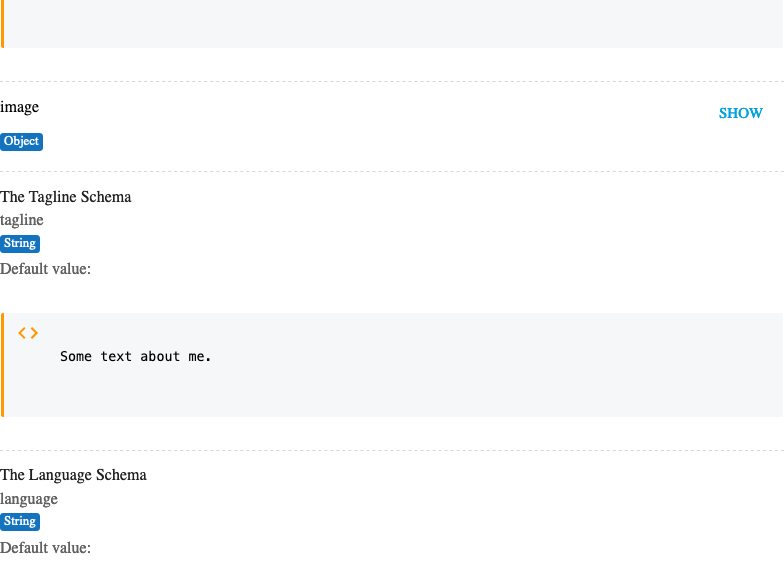 image
SHOW
Object
The Tagline Schema
tagline
String
Default value:
<>
Some text about me.
The Language Schema
language
String
Default value: